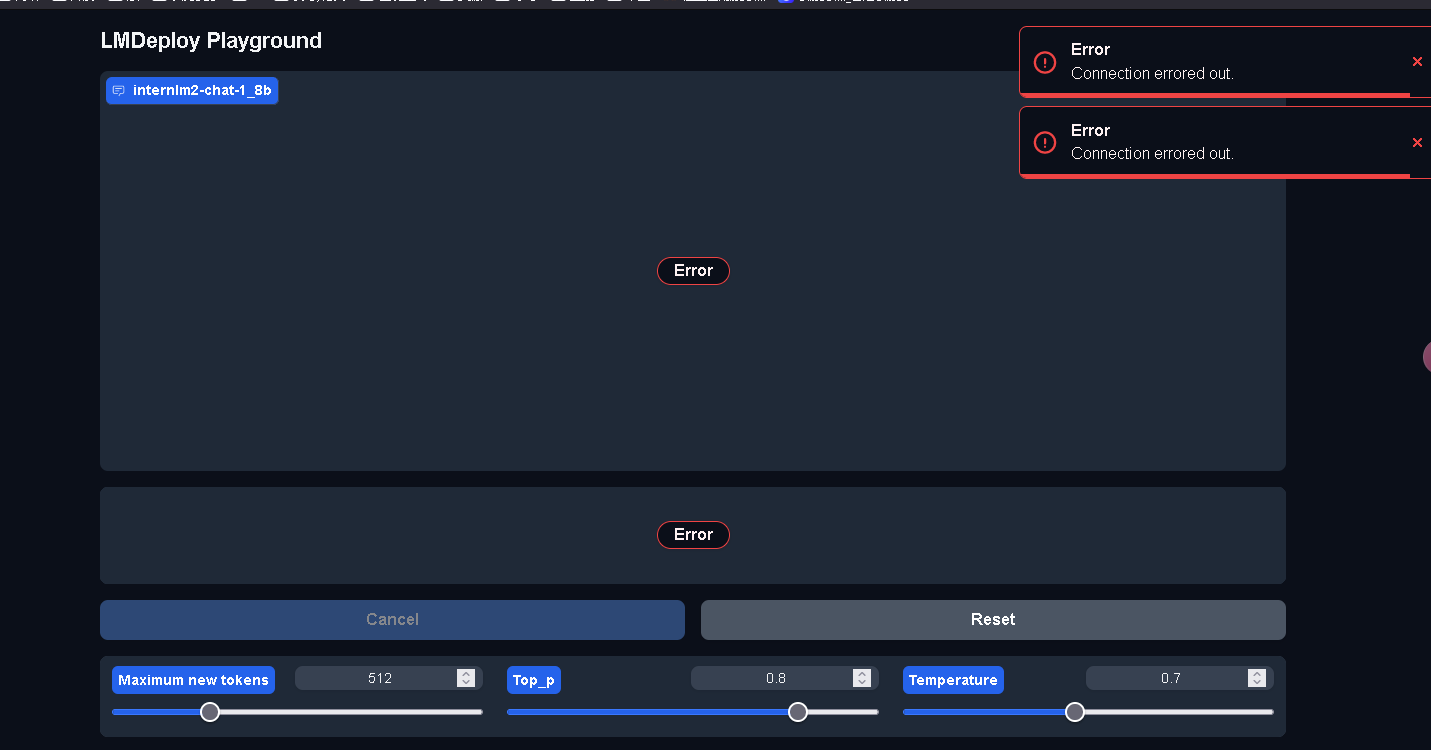 LMDeploy Playground
Error
Connection errored out.
internlm2-chat-1_8b
Error
Connection errored out.
Error
Error
Cancel
Reset
Maximum new tokens
512
Top_p
0.8
Temperature
0.7